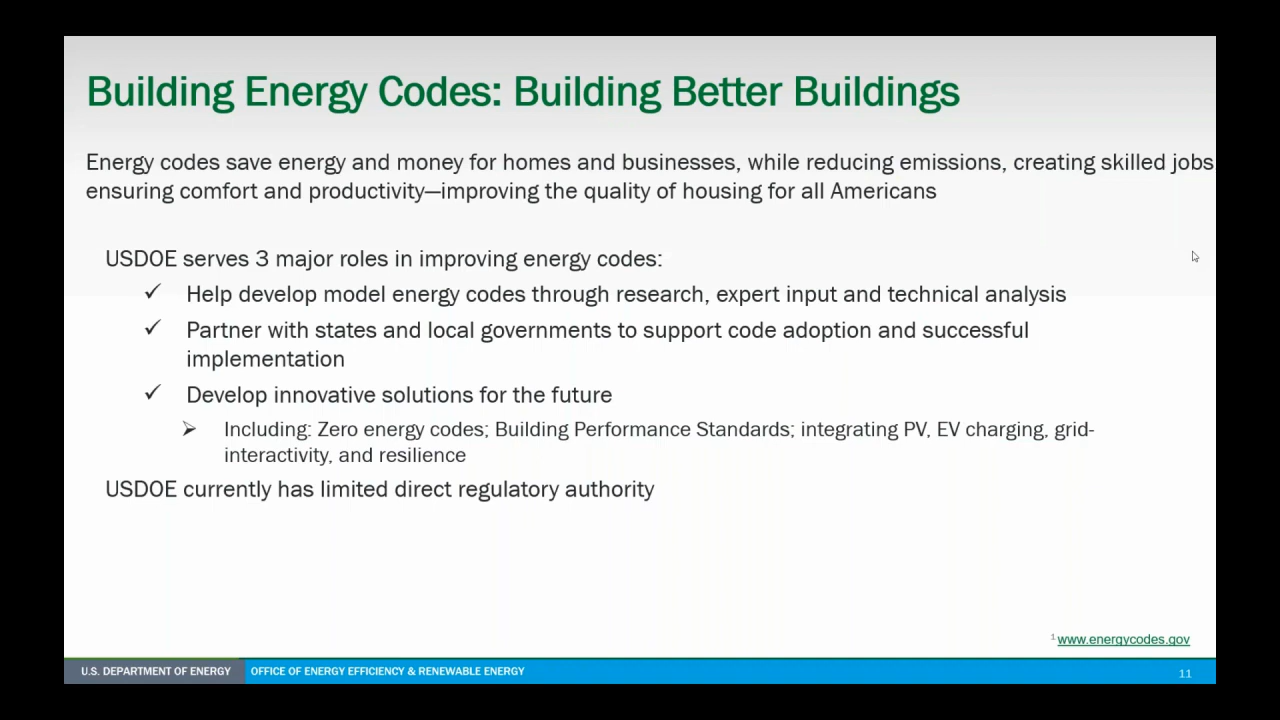 Building Energy Codes: Building Better Buildings
Energy codes save energy and money for homes and businesses, while reducing emissions, creating skilled jobs
ensuring comfort and productivity—improving the quality of housing for all Americans
USDOE serves 3 major roles in improving energy codes:
✓ Help develop model energy codes through research, expert input and technical analysis
✓ Partner with states and local governments to support code adoption and successful
implementation
✓ Develop innovative solutions for the future
➢ Including: Zero energy codes; Building Performance Standards; integrating PV, EV charging, grid-
interactivity, and resilience
USDOE currently has limited direct regulatory authority
1 www.energycodes.gov
U.S. DEPARTMENT OF ENERGY OFFICE OF ENERGY EFFICIENCY & RENEWABLE ENERGY 11